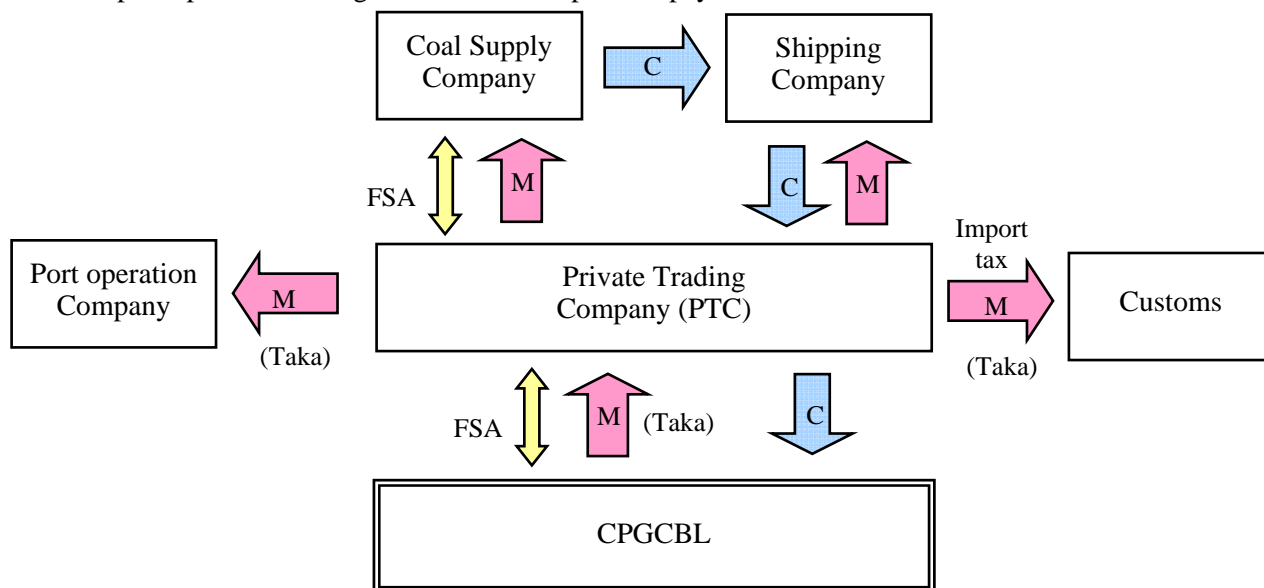 Coal Supply
Company
C
Shipping
Company
FSA
M
C
M
Port operation
Company
M
(Taka)
Private Trading
Company (PTC)
Import
tax
M
(Taka)
Customs
FSA
M
(Taka)
C
CPGCBL